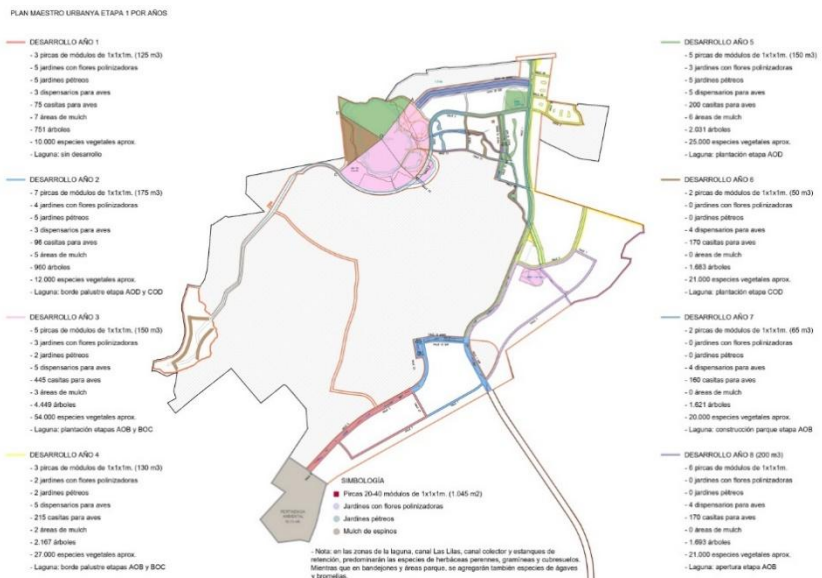 PLAN MAESTRO URBANYA ETAPA 1 POR AÑOS
DESARROLLO AÑO 1
- 3 pircas de módulos de 1x1x1m. (125 m3)
- 5 jardines con flores polinizadoras
- 5 jardines pétreos
- 3 dispensarios para aves
- 75 casitas para aves
- 7 áreas de mulch
- 751 árboles
- 10.000 especies vegetales aprox.
- Laguna: sin desarrollo
DESARROLLO AÑO 2
- 7 pircas de módulos de 1x1x1m. (175 m3)
- 4 jardines con flores polinizadoras
- 5 jardines pétreos
- 3 dispensarios para aves
- 96 casitas para aves
- 5 áreas de mulch
- 960 árboles
- 12.000 especies vegetales aprox.
- Laguna: borde palustre etapa AOD y COD
DESARROLLO AÑO 3
- 5 pircas de módulos de 1x1x1m. (150 m3)
- 3 jardines con flores polinizadoras
- 2 jardines pétreos
- 5 dispensarios para aves
- 445 casitas para aves
- 3 áreas de mulch
- 4.449 árboles
- 54.000 especies vegetales aprox.
- Laguna: plantación etapas AOB y BOC
DESARROLLO AÑO 4
- 3 pircas de módulos de 1x1x1m. (130 m3)
- 2 jardines con flores polinizadoras
- 2 jardines pétreos
- 5 dispensarios para aves
- 215 casitas para aves
- 2 áreas de mulch
- 2.167 árboles
- 27.000 especies vegetales aprox.
- Laguna: borde palustre etapas AOB y BOC
DESARROLLO AÑO 5
- 5 pircas de módulos de 1x1x1m. (150 m3)
- 3 jardines con flores polinizadoras
- 5 jardines pétreos
- 5 dispensarios para aves
- 200 casitas para aves
- 6 áreas de mulch
- 2.031 árboles
- 25.000 especies vegetales aprox.
- Laguna: plantación etapa AOD
DESARROLLO AÑO 6
- 2 pircas de módulos de 1x1x1m. (50 m3)
- 0 jardines con flores polinizadoras
- 0 jardines pétreos
- 4 dispensarios para aves
- 170 casitas para aves
- 0 áreas de mulch
- 1.683 árboles
- 21.000 especies vegetales aprox.
- Laguna: plantación etapa COD
DESARROLLO AÑO 7
- 2 pircas de módulos de 1x1x1m. (65 m3)
- 0 jardines con flores polinizadoras
- 0 jardines pétreos
- 4 dispensarios para aves
- 160 casitas para aves
- 0 áreas de mulch
- 1.621 árboles
- 20.000 especies vegetales aprox.
- Laguna: construcción parque etapa AOB
DESARROLLO AÑO 8 (200 m3)
- 6 pircas de módulos de 1x1x1m.
- 0 jardines con flores polinizadoras
- 0 jardines pétreos
- 4 dispensarios para aves
- 170 casitas para aves
- 0 áreas de mulch
- 1.693 árboles
- 21.000 especies vegetales aprox.
- Laguna: apertura etapa AOB
SIMBOLOGÍA
Pircas 20-40 módulos de 1x1x1m. (1.045 m2)
Jardines con flores polinizadoras
Jardines pétreos
Mulch de espinos
- Nota: en las zonas de la laguna, canal Las Lilas, canal colector y estanques de
retención, predominarán las especies de herbáceas perennes, gramíneas y cubresuelos.
Mientras que en bandejones y áreas parque, se agregarán también especies de ágaves
y bromelias.